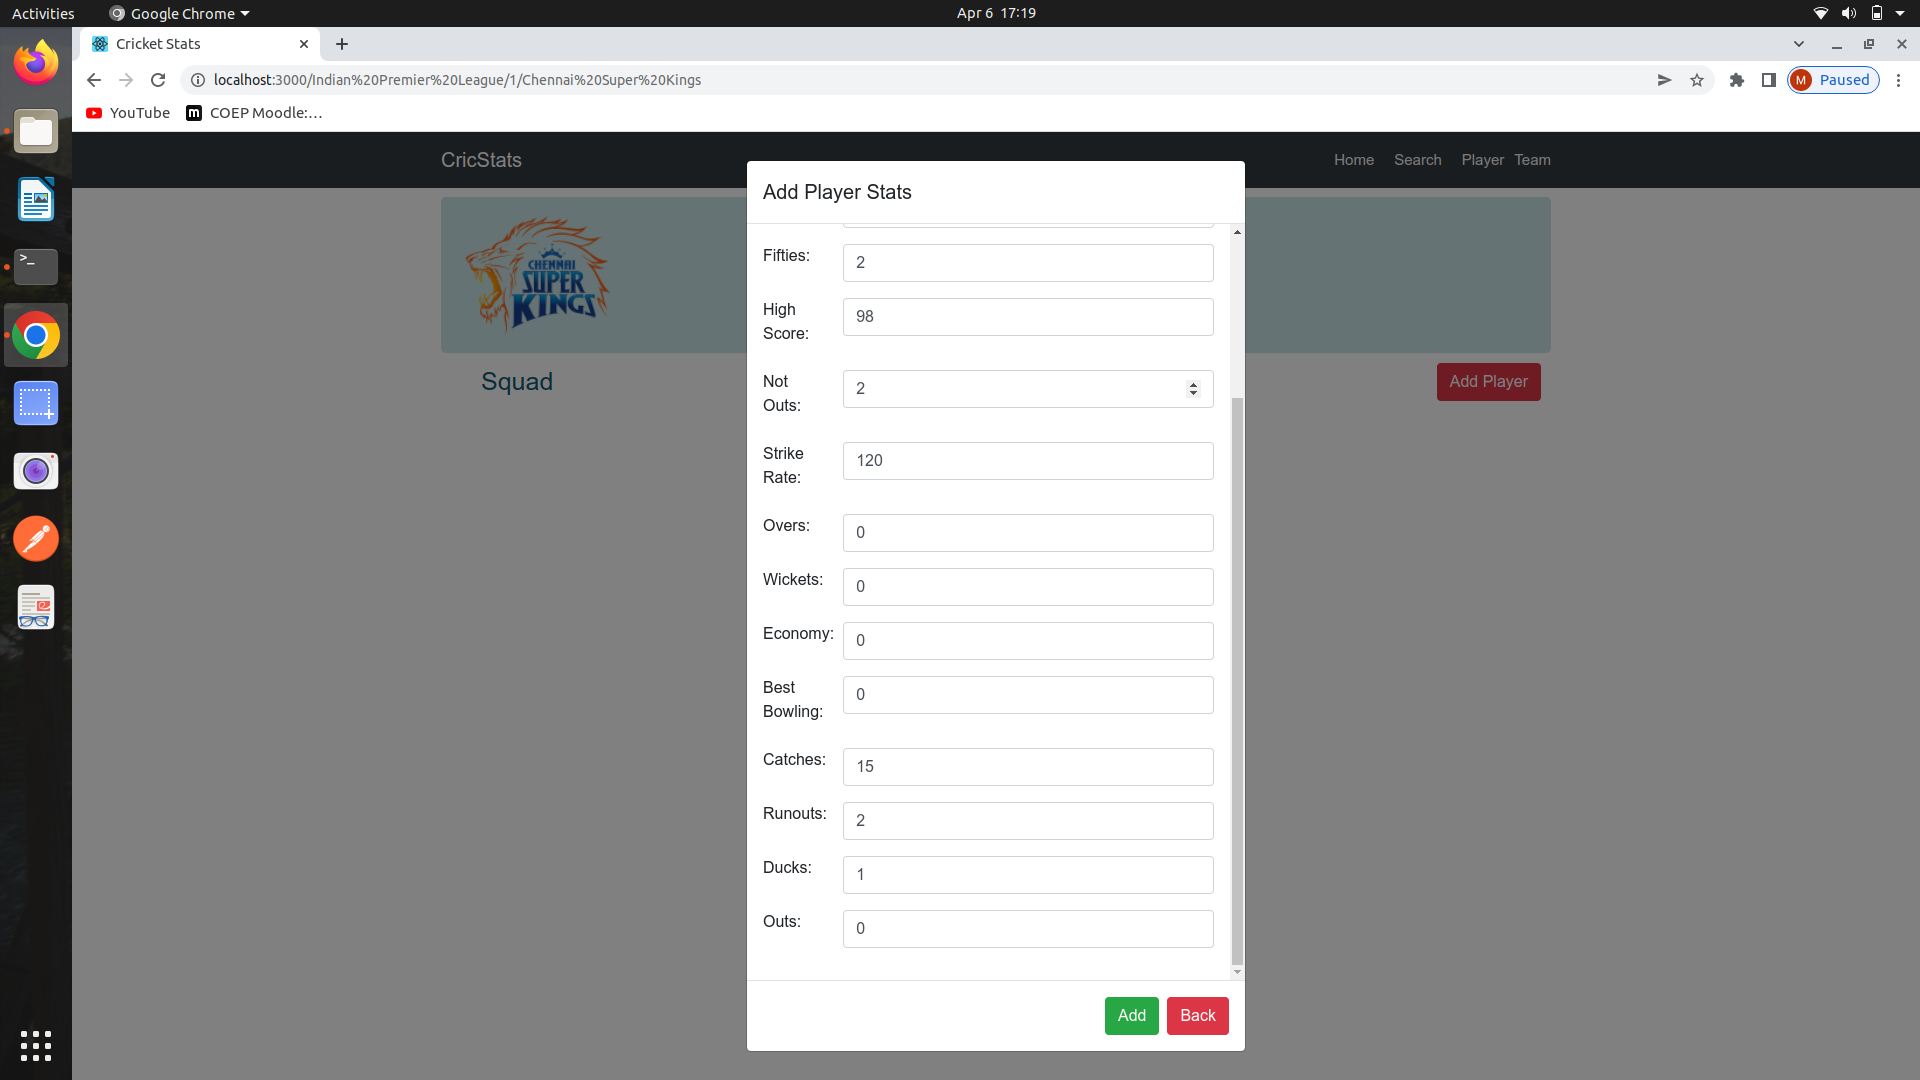 Activities
Google Chrome
Apr 6 17:19
Cricket Stats
localhost:3000/Indian%20Premier%20League/1/Chennai%20Super%20Kings
M Paused
YouTube
m COEP Moodle:...
CricStats
Home Search Player Team
CHENNAI
SUPER
KINGS
Squad
Add Player
Add Player Stats
Fifties: 2
High
Score: 98
Not
Outs: 2
Strike
Rate: 120
Overs: 0
Wickets: 0
Economy: 0
Best
Bowling: 0
Catches: 15
Runouts: 2
Ducks: 1
Outs: 0
Add
Back